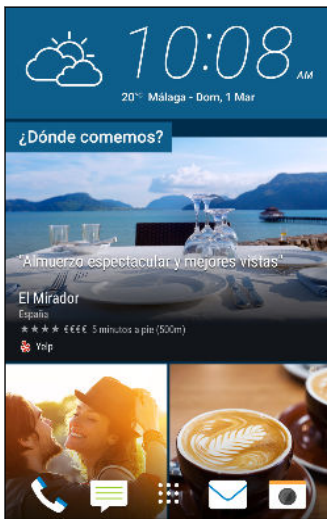 10:08 AM
20°C Málaga - Dom, 1 Mar
¿Dónde comemos?
"Almuerzo espectacular y mejores vistas"
El Mirador
España
★★★★ €€€€ 5 minutos a pie (500m)
Yelp